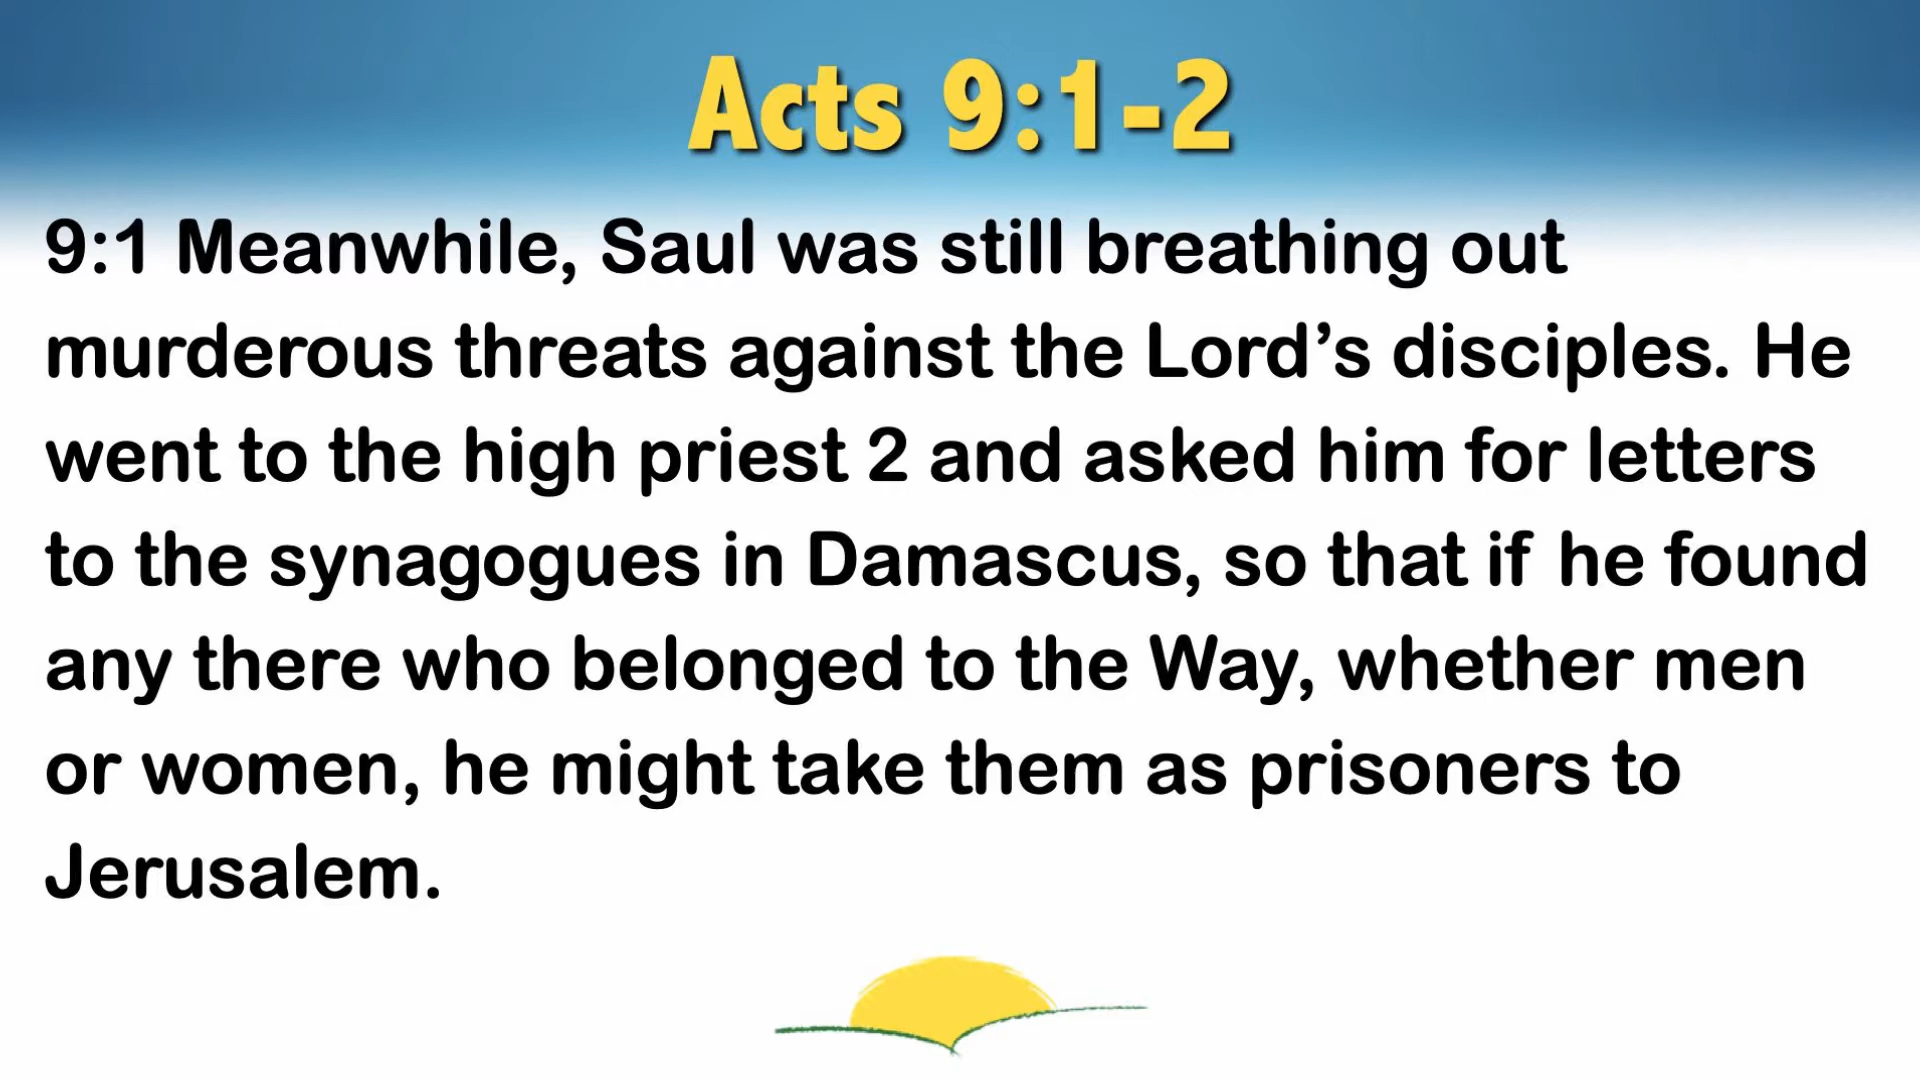 Acts 9:1-2
9:1 Meanwhile, Saul was still breathing out
murderous threats against the Lord’s disciples. He
went to the high priest 2 and asked him for letters
to the synagogues in Damascus, so that if he found
any there who belonged to the Way, whether men
or women, he might take them as prisoners to
Jerusalem.